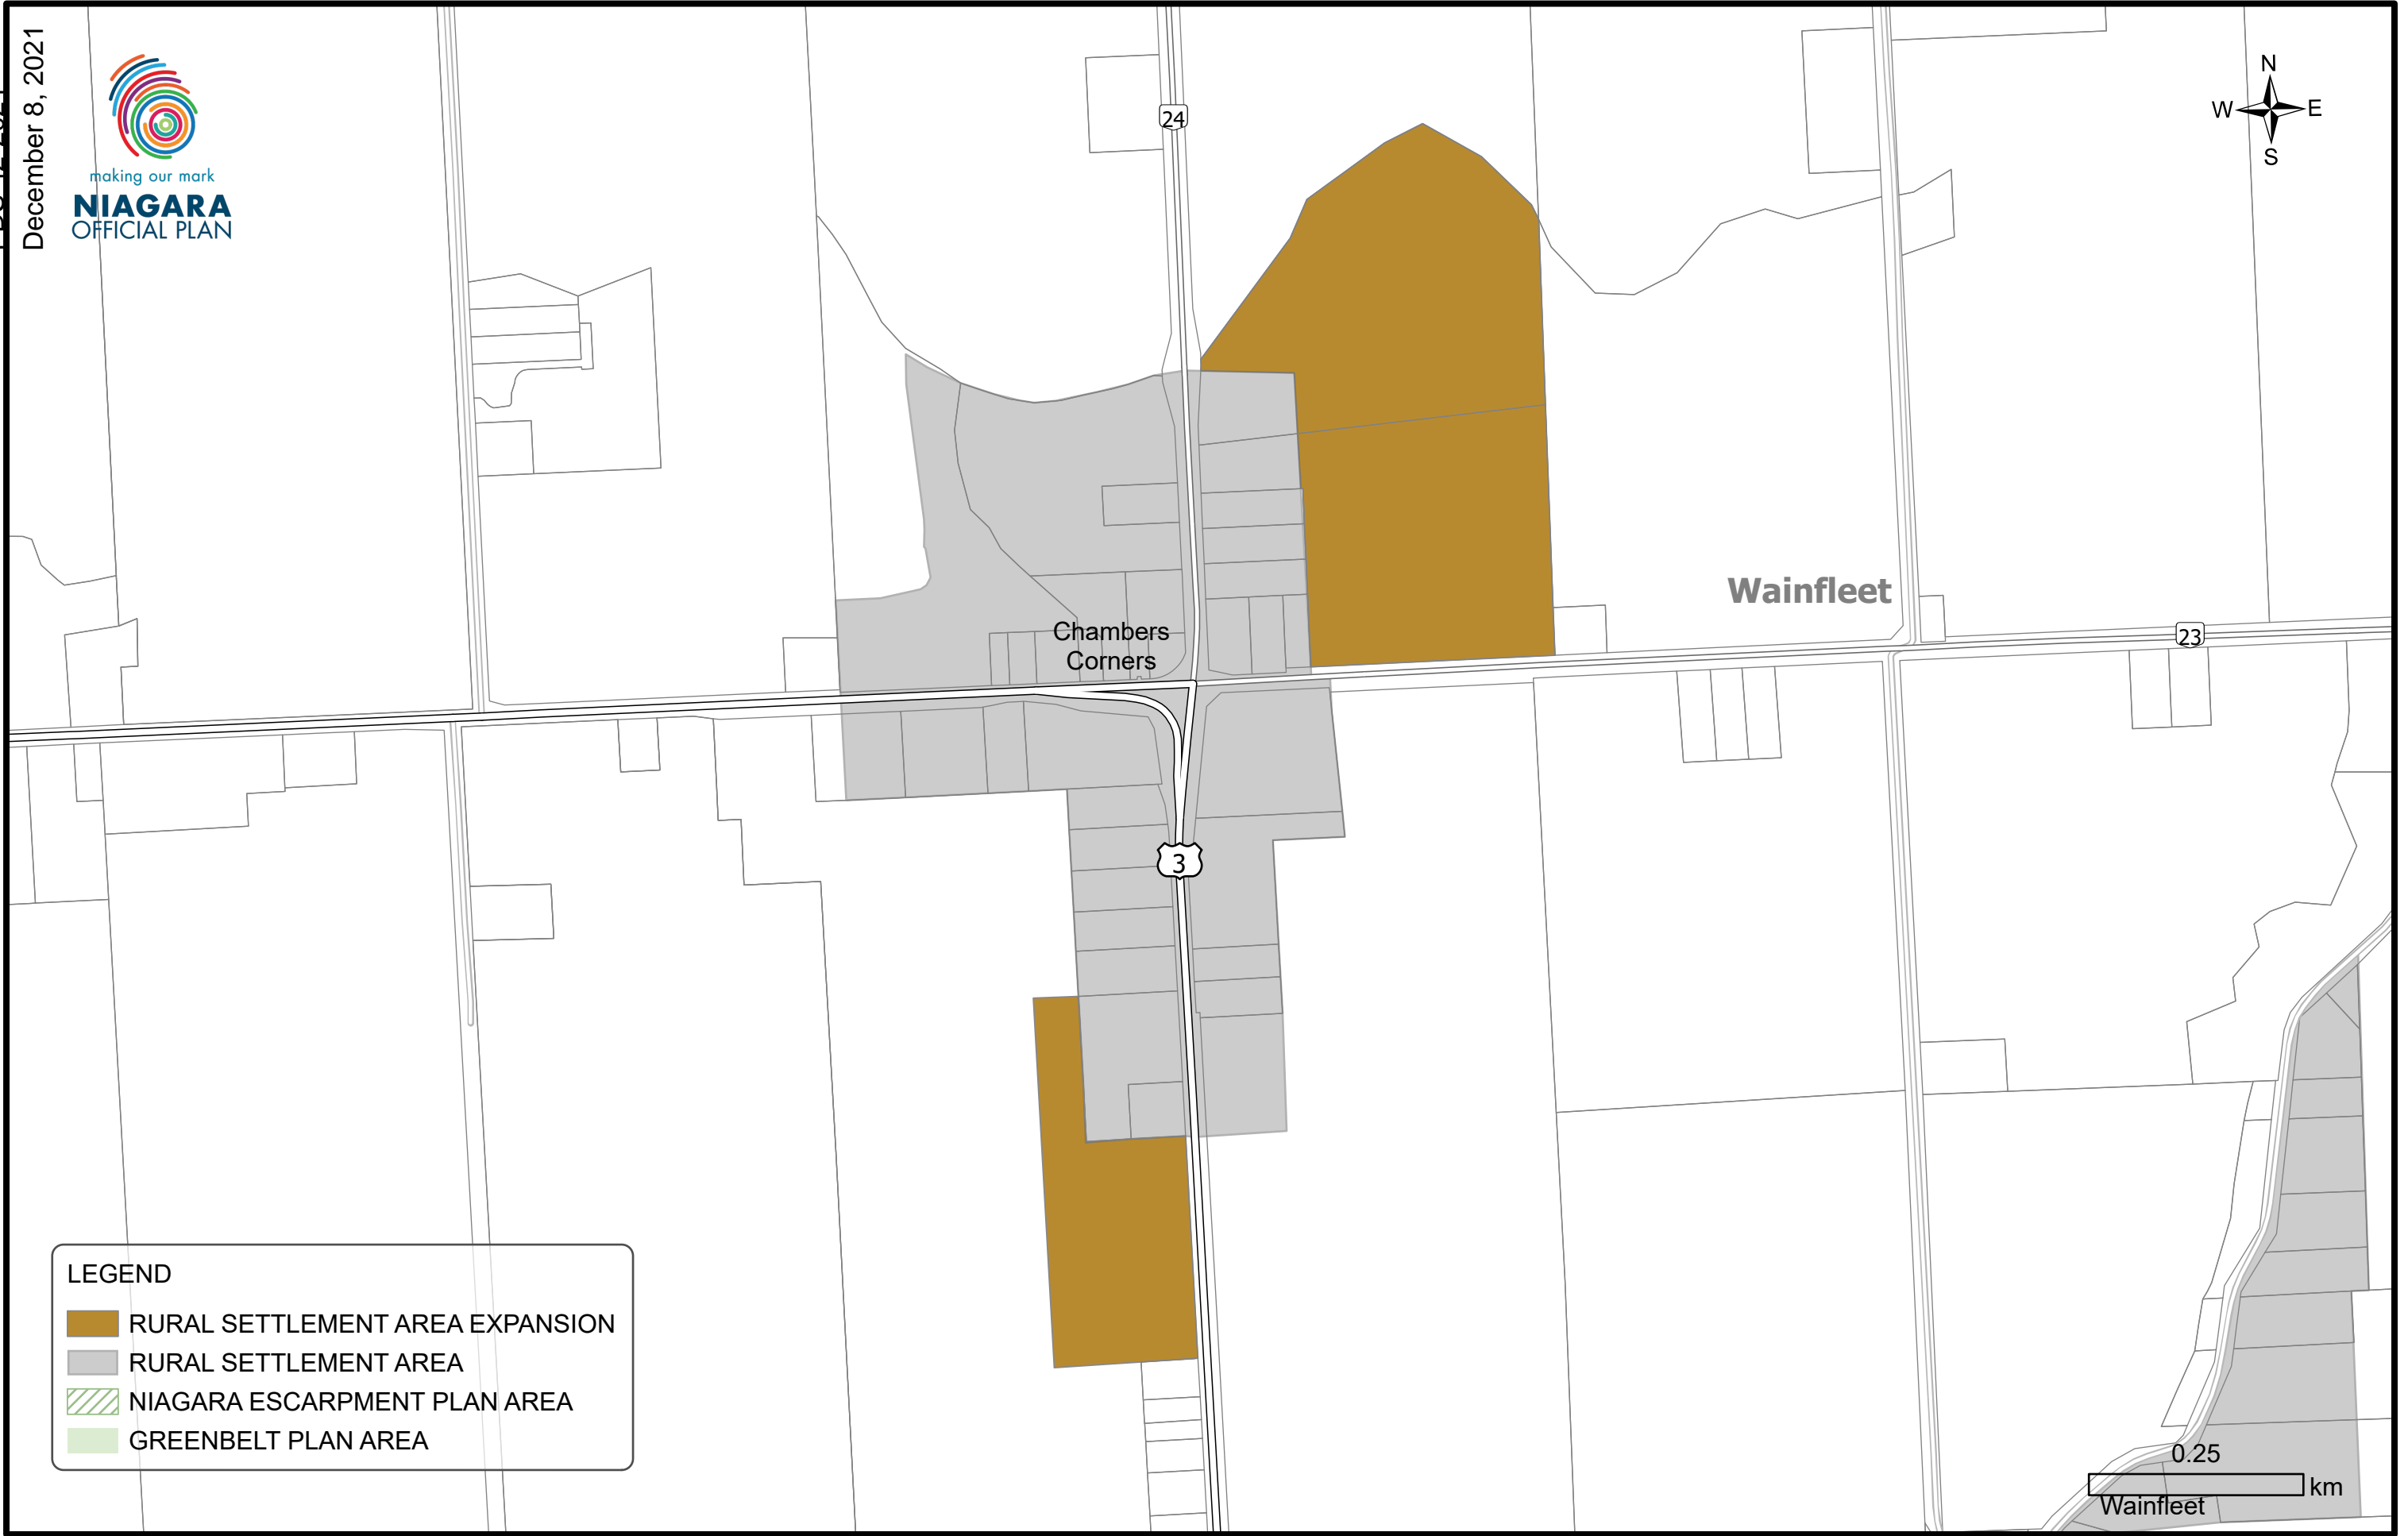 December 8, 2021
making our mark
NIAGARA
OFFICIAL PLAN
24
N
W E
S
Wainfleet
Chambers
Corners
23
3
LEGEND
RURAL SETTLEMENT AREA EXPANSION
RURAL SETTLEMENT AREA
NIAGARA ESCARPMENT PLAN AREA
GREENBELT PLAN AREA
0.25
km
Wainfleet